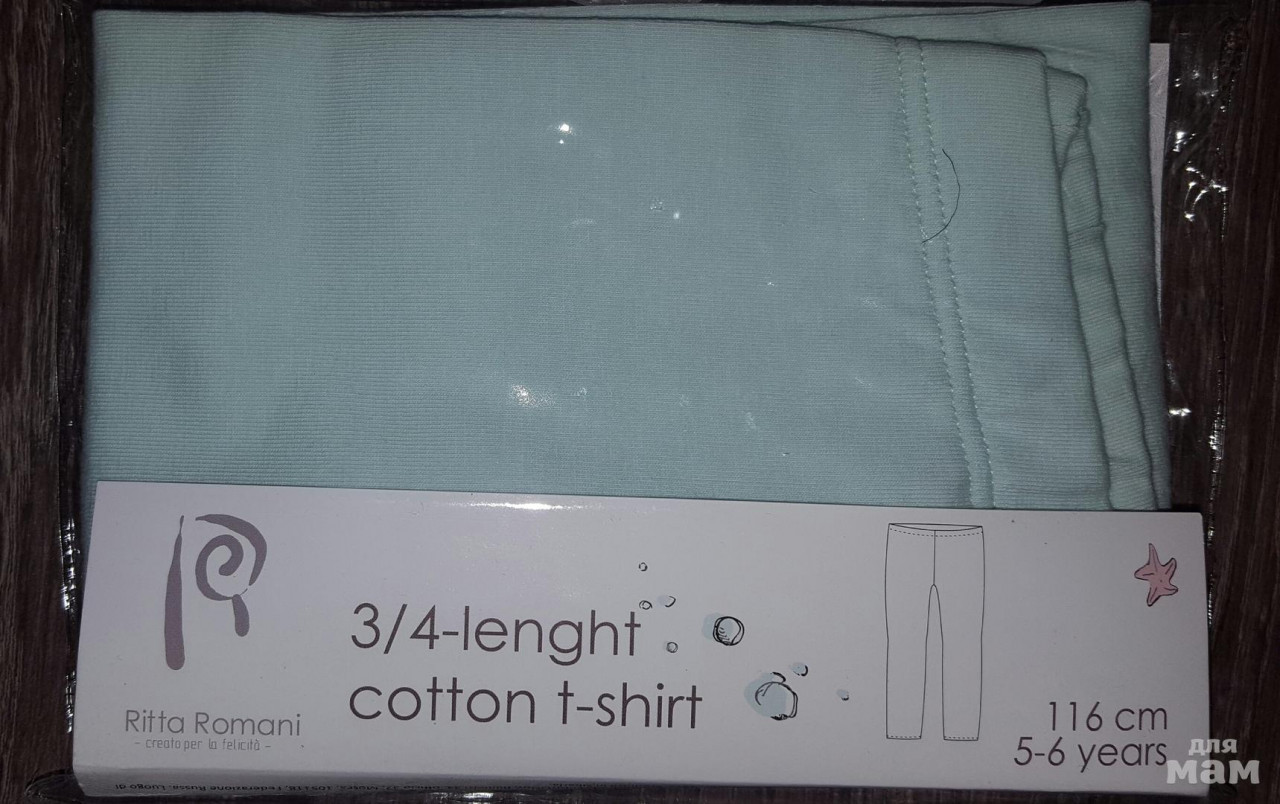 3/4-lenght
cotton t-shirt
Ritta Romani
- creato per la felicità -
116 cm
5-6 years
для
мам